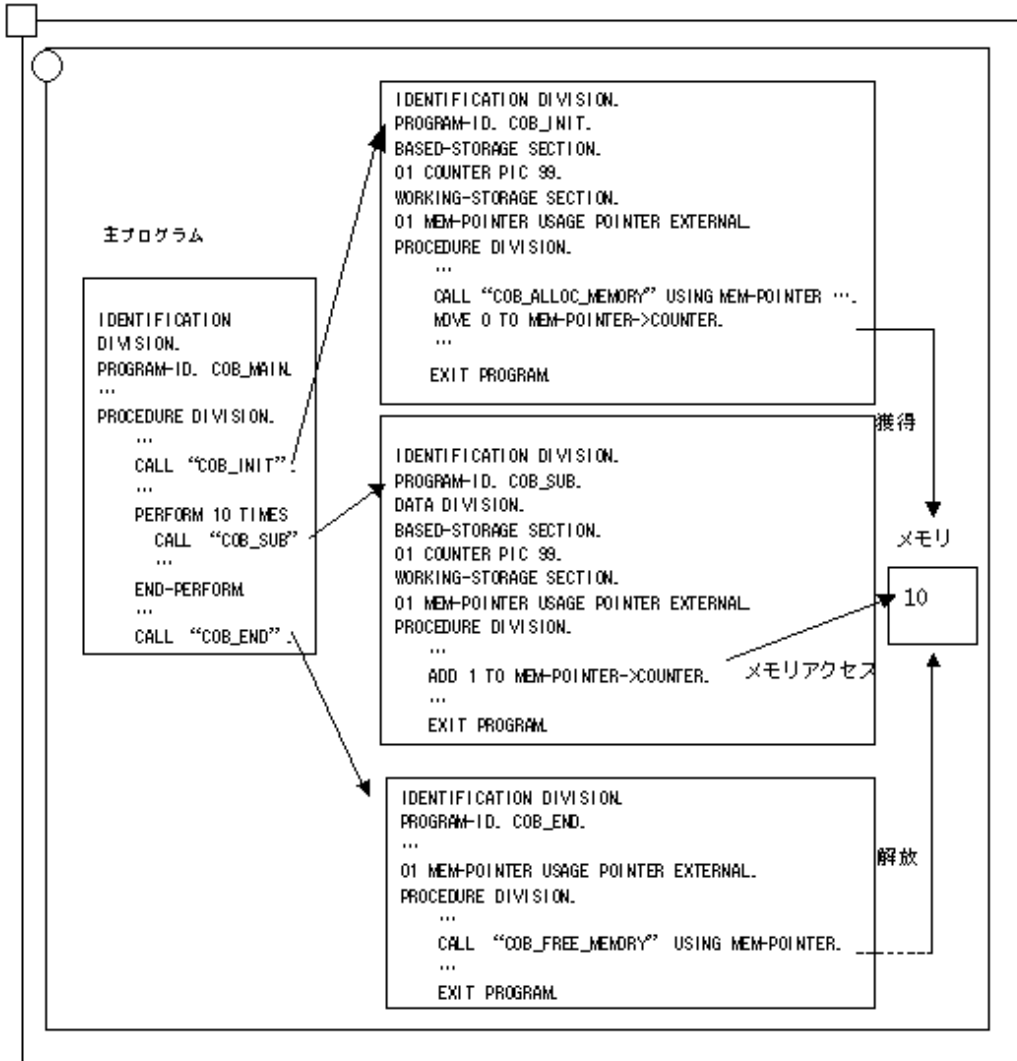 主プログラム
IDENTIFICATION
DIVISION.
PROGRAM-ID. COB_MAIN.
…
PROCEDURE DIVISION.
…
CALL “COB_INIT”.
…
PERFORM 10 TIMES
CALL “COB_SUB”
…
END-PERFORM.
…
CALL “COB_END”.
IDENTIFICATION DIVISION.
PROGRAM-ID. COB_INIT.
BASED-STORAGE SECTION.
01 COUNTER PIC 99.
WORKING-STORAGE SECTION.
01 MEM-POINTER USAGE POINTER EXTERNAL.
PROCEDURE DIVISION.
…
CALL “COB_ALLOC_MEMORY” USING MEM-POINTER ….
MOVE 0 TO MEM-POINTER->COUNTER.
…
EXIT PROGRAM.
獲得
IDENTIFICATION DIVISION.
PROGRAM-ID. COB_SUB.
DATA DIVISION.
BASED-STORAGE SECTION.
01 COUNTER PIC 99.
WORKING-STORAGE SECTION.
01 MEM-POINTER USAGE POINTER EXTERNAL.
PROCEDURE DIVISION.
…
ADD 1 TO MEM-POINTER->COUNTER.
…
EXIT PROGRAM.
メモリアクセス
メモリ
10
IDENTIFICATION DIVISION.
PROGRAM-ID. COB_END.
…
01 MEM-POINTER USAGE POINTER EXTERNAL.
PROCEDURE DIVISION.
…
CALL “COB_FREE_MEMORY” USING MEM-POINTER.
…
EXIT PROGRAM.
解放